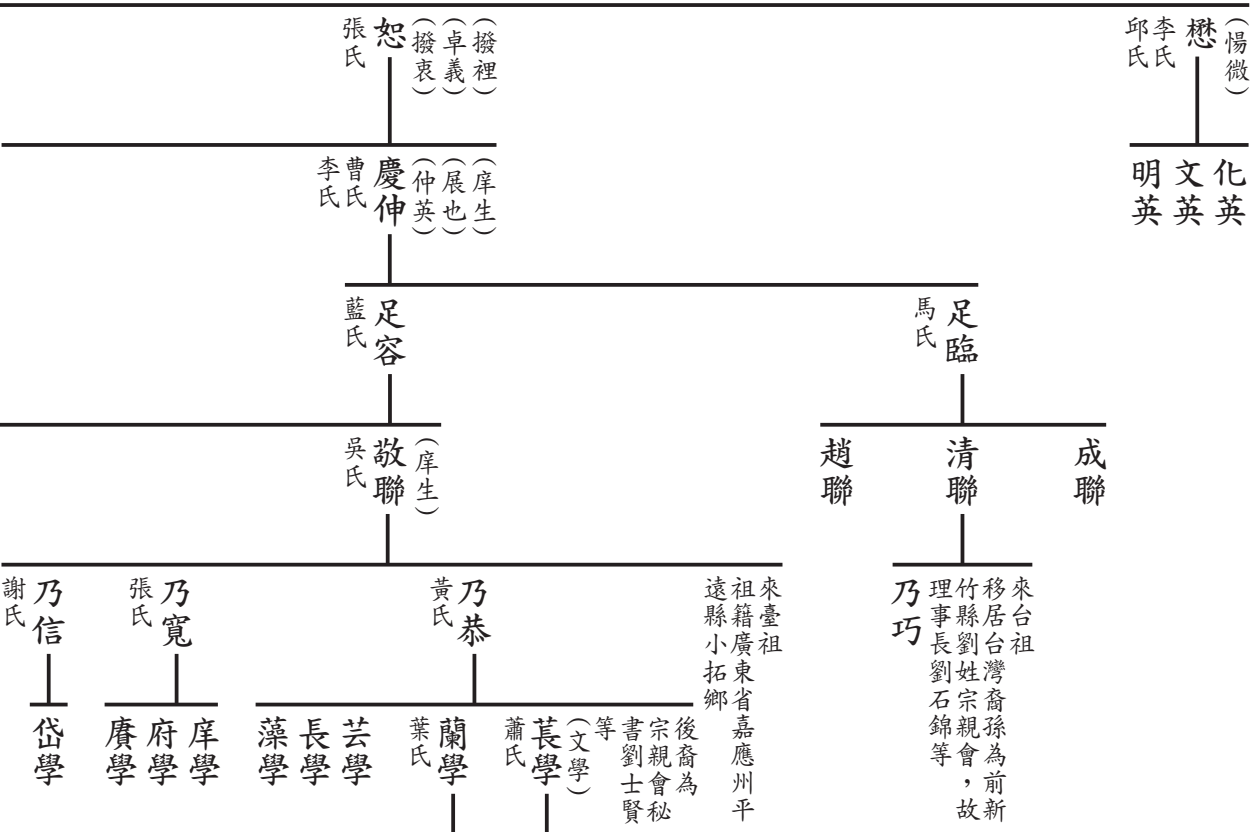 (愓微)
懋
李氏
邱氏
(撥裡)
(卓義)
(撥衷)
恕
張氏
化英
文英
明英
(庠生)
(展也)
(仲英)
慶伸
曹氏
李氏
足臨
馬氏
足容
藍氏
成聯
清聯
趙聯
(庠生)
敬聯
吳氏
來台祖
移居台灣裔孫為前新
竹縣劉姓宗親會，故
理事長劉石錦等
乃巧
來臺祖
祖籍廣東省嘉應州平
遠縣小拓鄉
乃恭
黃氏
乃寬
張氏
乃信
謝氏
後裔為
宗親會秘
書劉士賢
等
(文學)
萇學
蕭氏
蘭學
葉氏
芸學
長學
藻學
庠學
府學
賡學
岱學